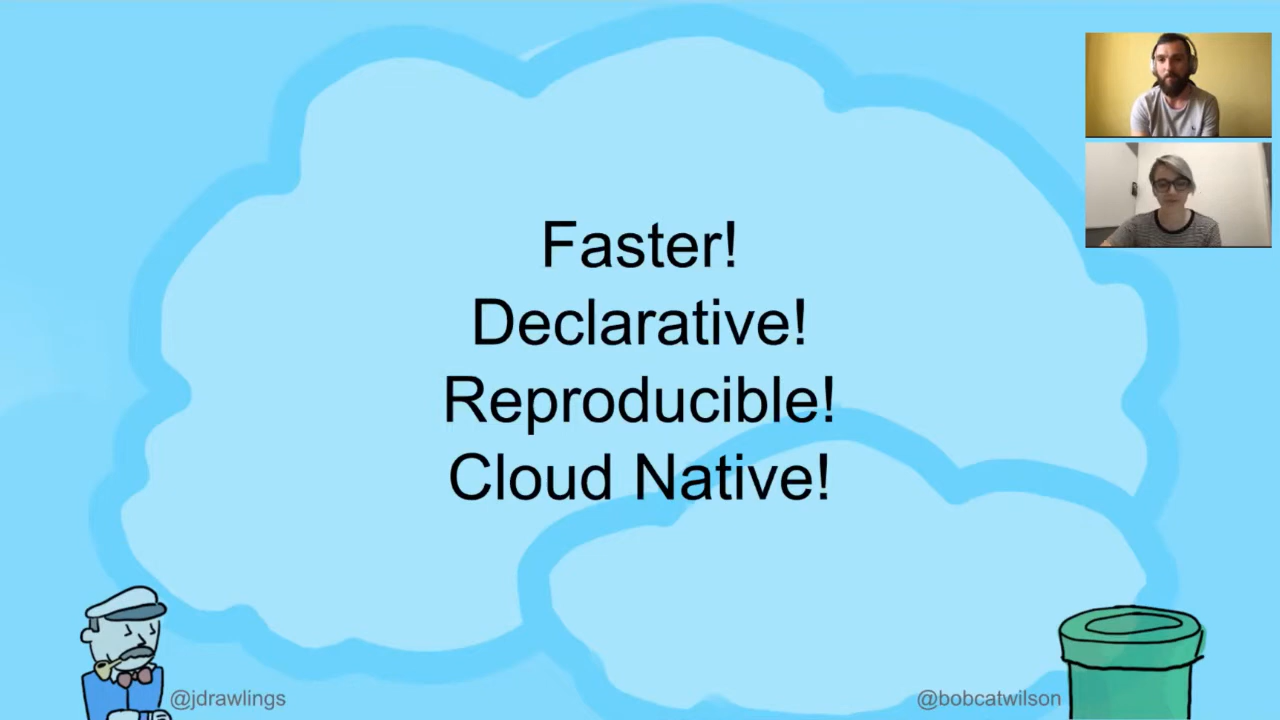 Faster!
Declarative!
Reproducible!
Cloud Native!
@jdrawlings
@bobcatwilson